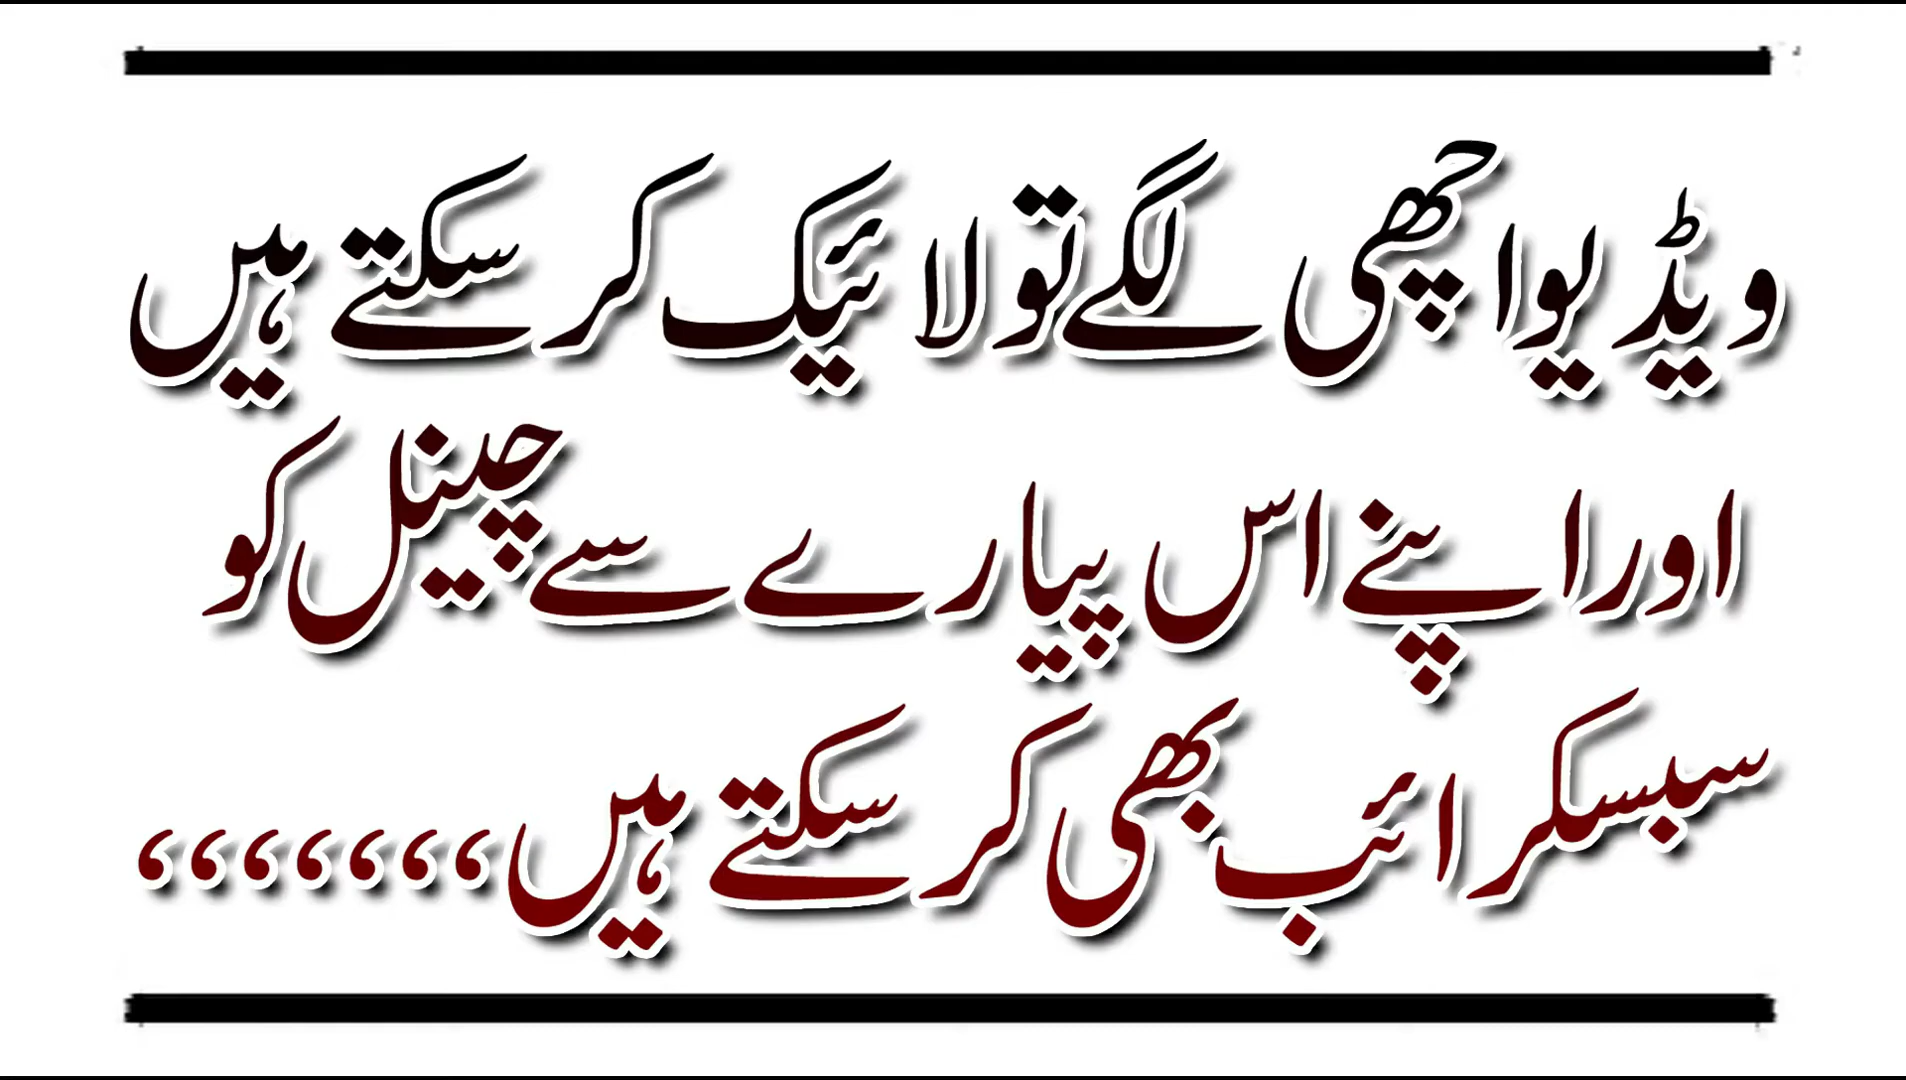 ویڈیو اچھی لگے تو لائیک کر سکتے ہیں
اور اپنے اس پیارے سے چینل کو
سبسکرائب بھی کر سکتے ہیں،،،،،،،